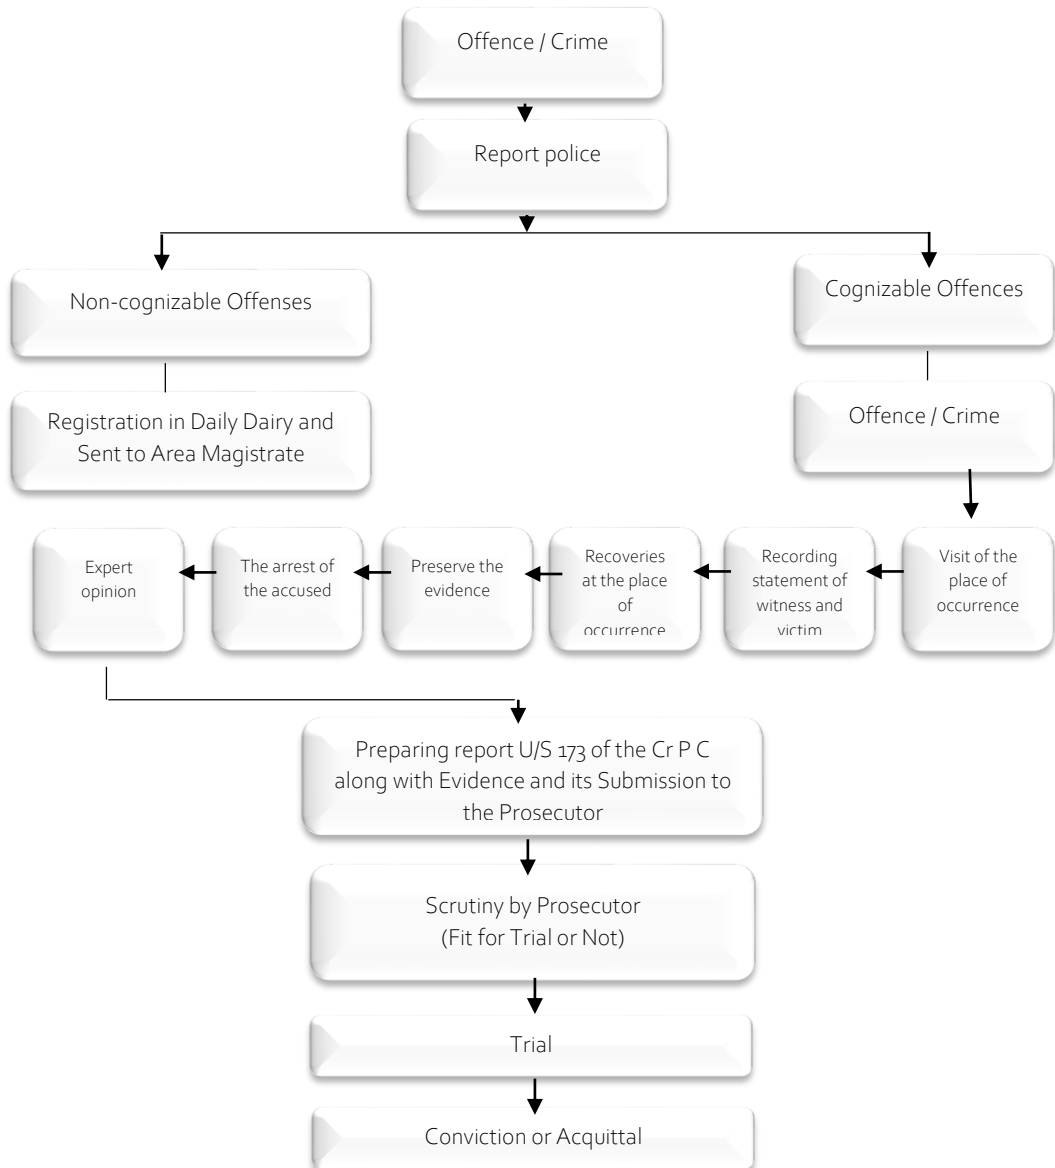 Offence / Crime
Report police
Non-cognizable Offenses
Cognizable Offences
Registration in Daily Dairy and
Sent to Area Magistrate
Offence / Crime
Expert
opinion
The arrest of
the accused
Preserve the
evidence
Recoveries
at the place
of
occurrence
Recording
statement of
witness and
victim
Visit of the
place of
occurrence
Preparing report U/S 173 of the Cr P C
along with Evidence and its Submission to
the Prosecutor
Scrutiny by Prosecutor
(Fit for Trial or Not)
Trial
Conviction or Acquittal